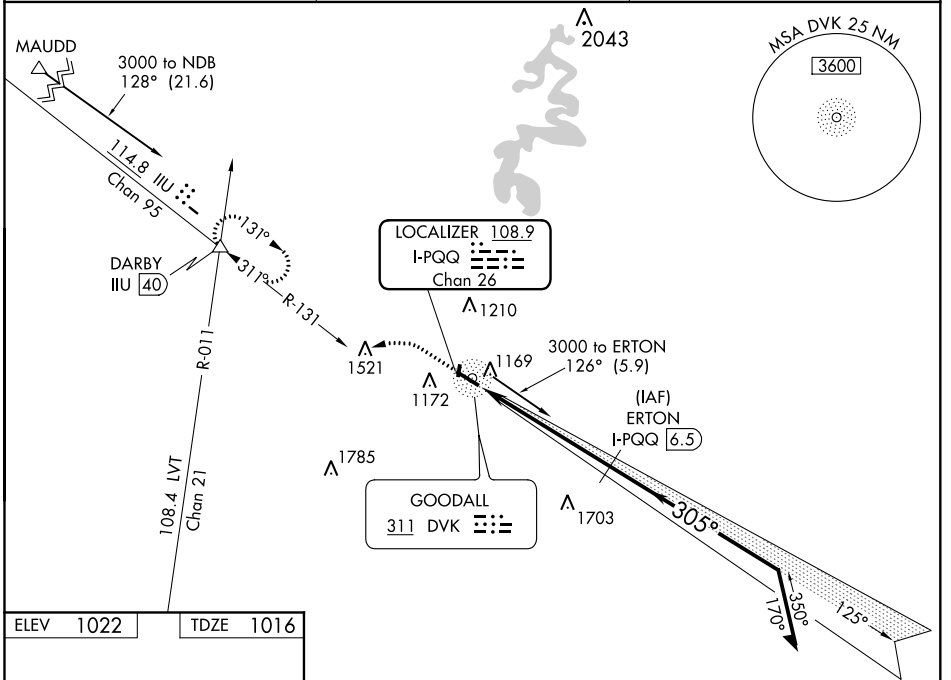 2043
MSA DVK 25 NM
3600
MAUDD
3000 to NDB
128° (21.6)
114.8 IIU
Chan 95
131°
311°
DARBY
IIU 40
R-131
R-011
LOCALIZER 108.9
I-PQQ
Chan 26
1210
1521
1169
1172
3000 to ERTON
126° (5.9)
(IAF)
ERTON
I-PQQ 6.5
1785
GOODALL
311 DVK
1703
305°
108.4 LVT
Chan 21
350°
170°
125°
ELEV 1022
TDZE 1016